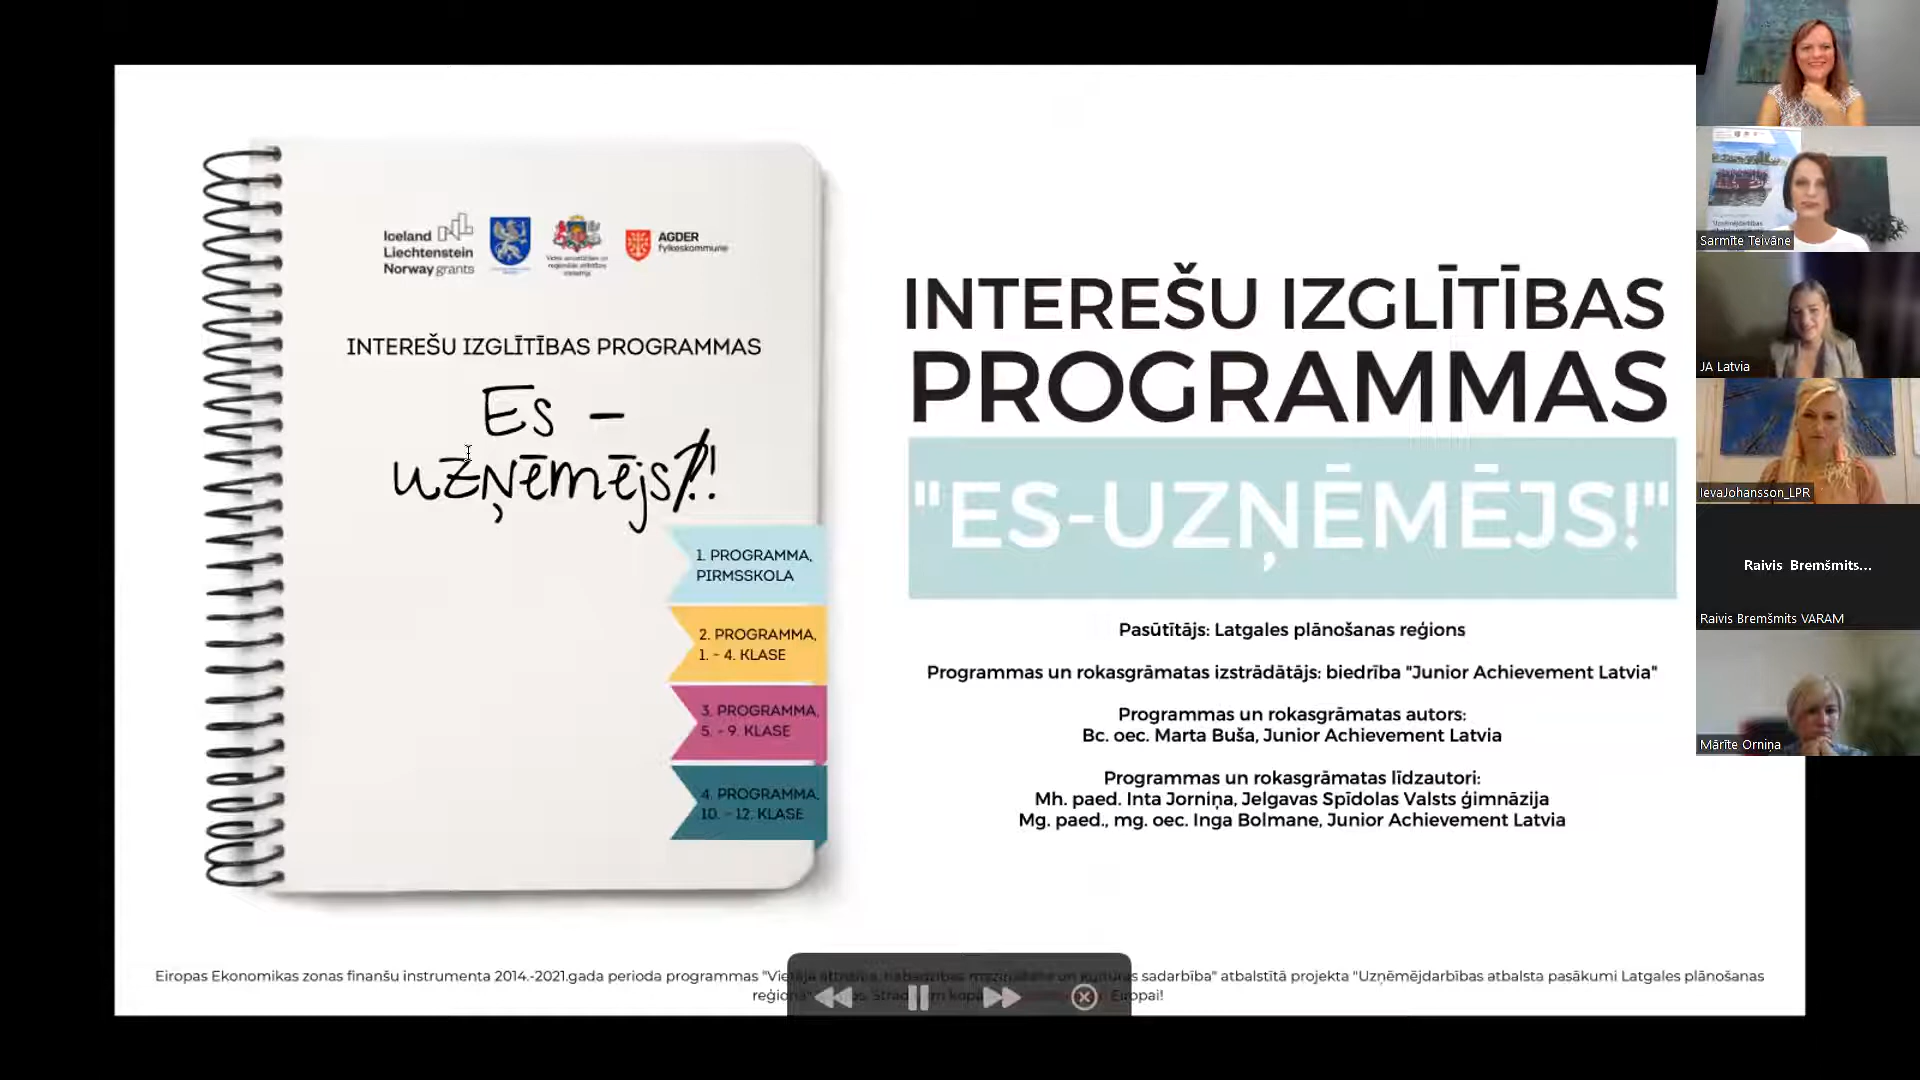 Iceland
Liechtenstein
Norway grants
AGDER
fylkeskommune
INTEREŠU IZGLĪTĪBAS PROGRAMMAS
Es –
uzņēmējs?!
1. PROGRAMMA,
PIRMSSKOLA
2. PROGRAMMA,
1. - 4. KLASE
3. PROGRAMMA,
5. - 9. KLASE
4. PROGRAMMA,
10. - 12. KLASE
INTEREŠU IZGLĪTĪBAS
PROGRAMMAS
"ES-UZŅĒMĒJS!"
Pasūtītājs: Latgales plānošanas reģions
Programmas un rokasgrāmatas izstrādātājs: biedrība "Junior Achievement Latvia"
Programmas un rokasgrāmatas autors:
Bc. oec. Marta Buša, Junior Achievement Latvia
Programmas un rokasgrāmatas līdzautori:
Mh. paed. Inta Jorniņa, Jelgavas Spīdolas Valsts ģimnāzija
Mg. paed., mg. oec. Inga Bolmane, Junior Achievement Latvia
Eiropas Ekonomikas zonas finanšu instrumenta 2014.-2021.gada perioda programmas sadarbība" atbalstītā projekta "Uzņēmējdarbības atbalsta pasākumi Latgales plānošanas
Eiropai!
Sarmīte Teivāne
JA Latvia
IevaJohansson_LPR
Raivis Bremšmits...
Raivis Bremšmits VARAM
Mārīte Orniņa